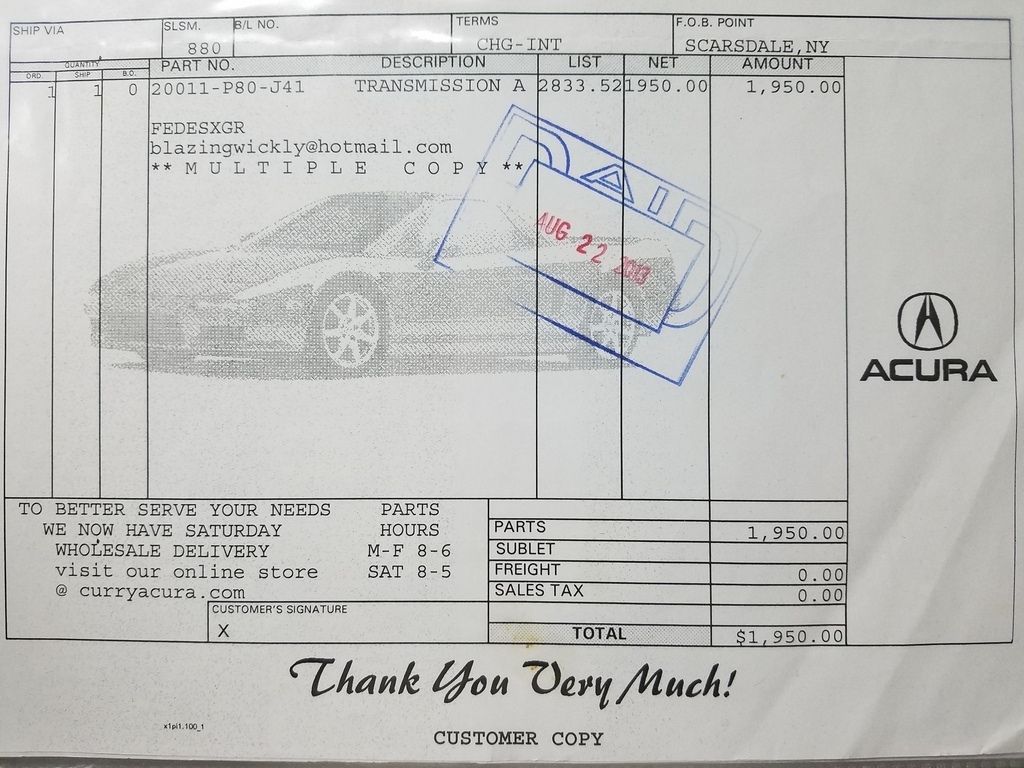 SHIP VIA SLSM. B/L NO. TERMS F.O.B. POINT
880 CHG-INT SCARSDALE,NY
QUANTITY PART NO. DESCRIPTION LIST NET AMOUNT
ORD. SHIP B.O.
1 1 0 20011-P80-J41 TRANSMISSION A 2833.52 1950.00 1,950.00
FEDESXGR
blazingwickly@hotmail.com
** MULTIPLE COPY **
PAID
AUG 22 2013
ACURA
TO BETTER SERVE YOUR NEEDS PARTS
WE NOW HAVE SATURDAY HOURS
WHOLESALE DELIVERY M-F 8-6
visit our online store SAT 8-5
@ curryacura.com
PARTS 1,950.00
SUBLET
FREIGHT 0.00
SALES TAX 0.00
CUSTOMER'S SIGNATURE
X
TOTAL $1,950.00
Thank You Very Much!
x1pi1.100_1
CUSTOMER COPY